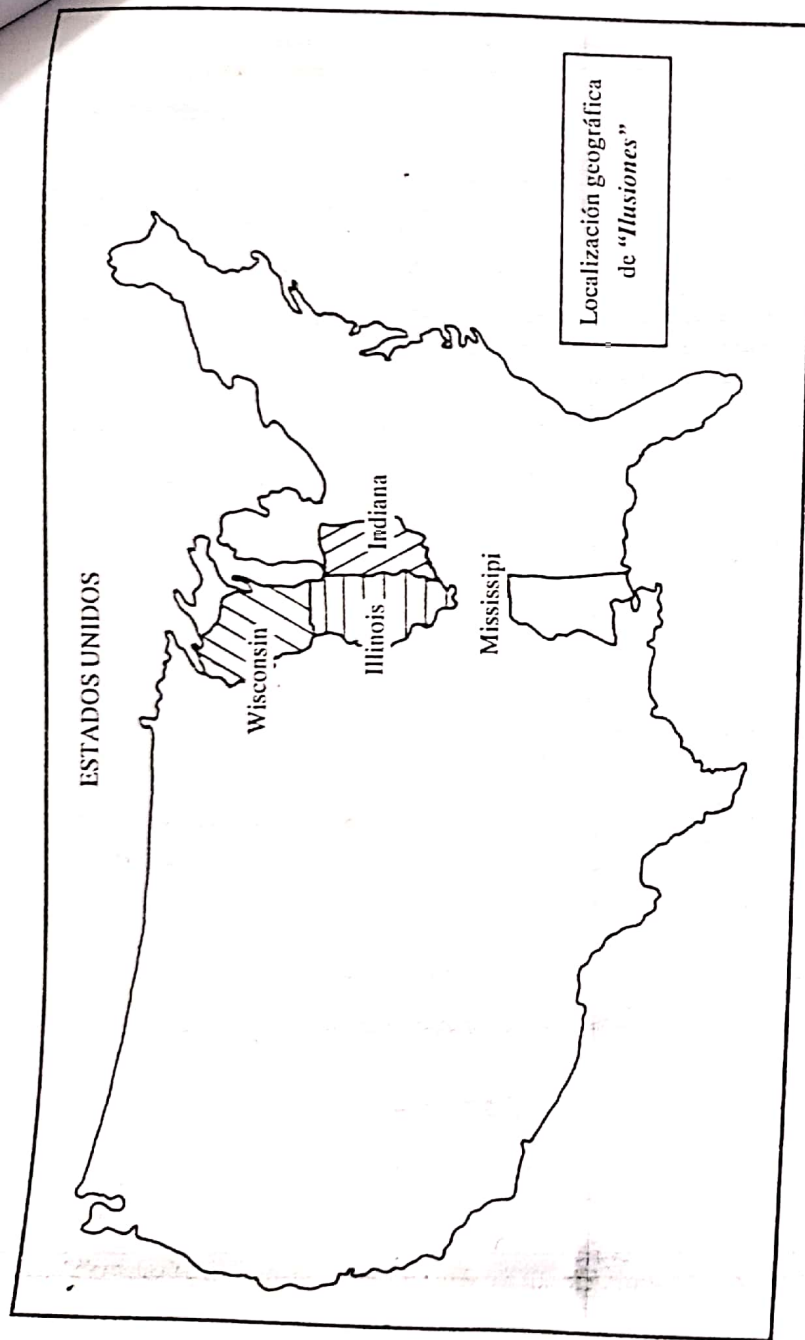 ESTADOS UNIDOS
Wisconsin
Illinois
Indiana
Mississipi
Localización geográfica
de “Ilusiones”